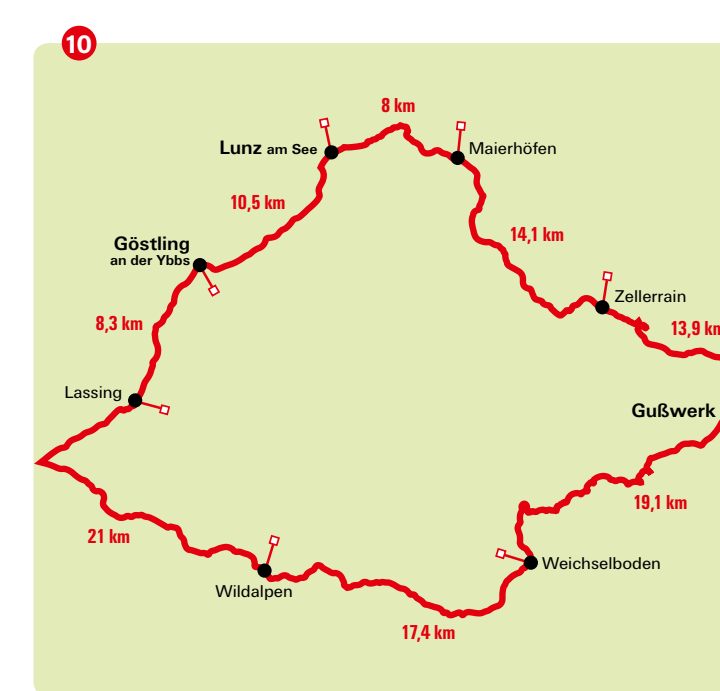 10
8 km
Lunz am See
Maierhöfen
10,5 km
14,1 km
Göstling
an der Ybbs
Zellerrain
8,3 km
13,9 km
Lassing
Gußwerk
19,1 km
21 km
Weichselboden
Wildalpen
17,4 km